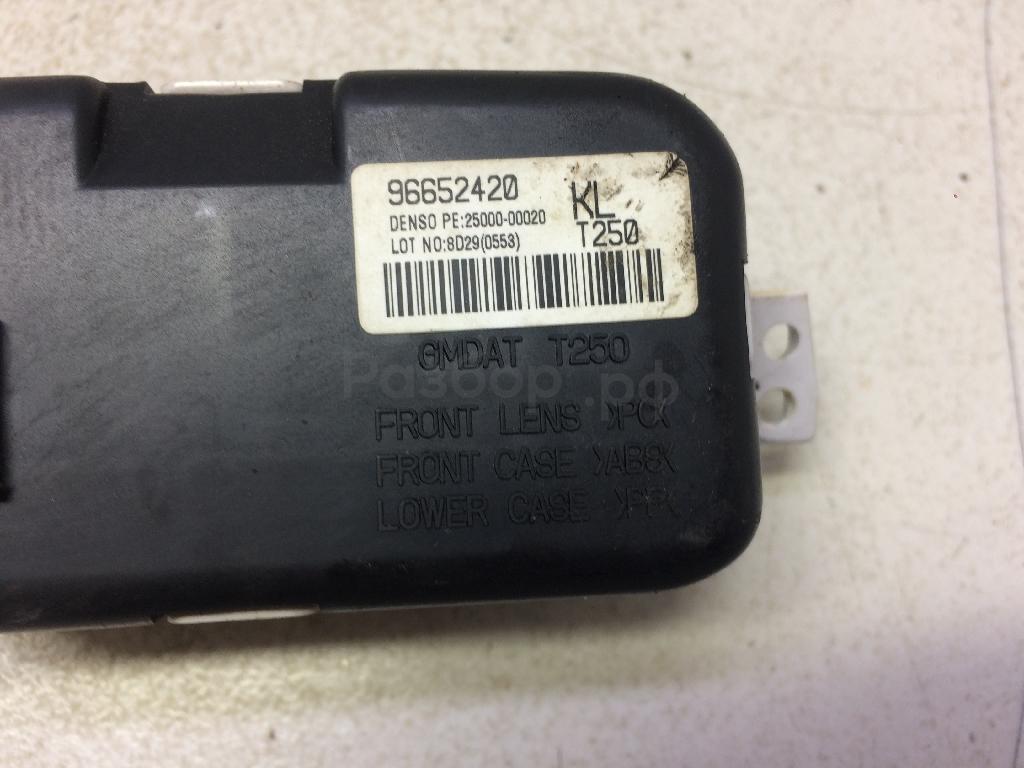 96652420 KL
DENSO PE:25000-00020 T250
LOT NO:8D29(0553)
GMDAT T250
Разбор.рф
FRONT LENS >PC<
FRONT CASE >ABS<
LOWER CASE >PP<